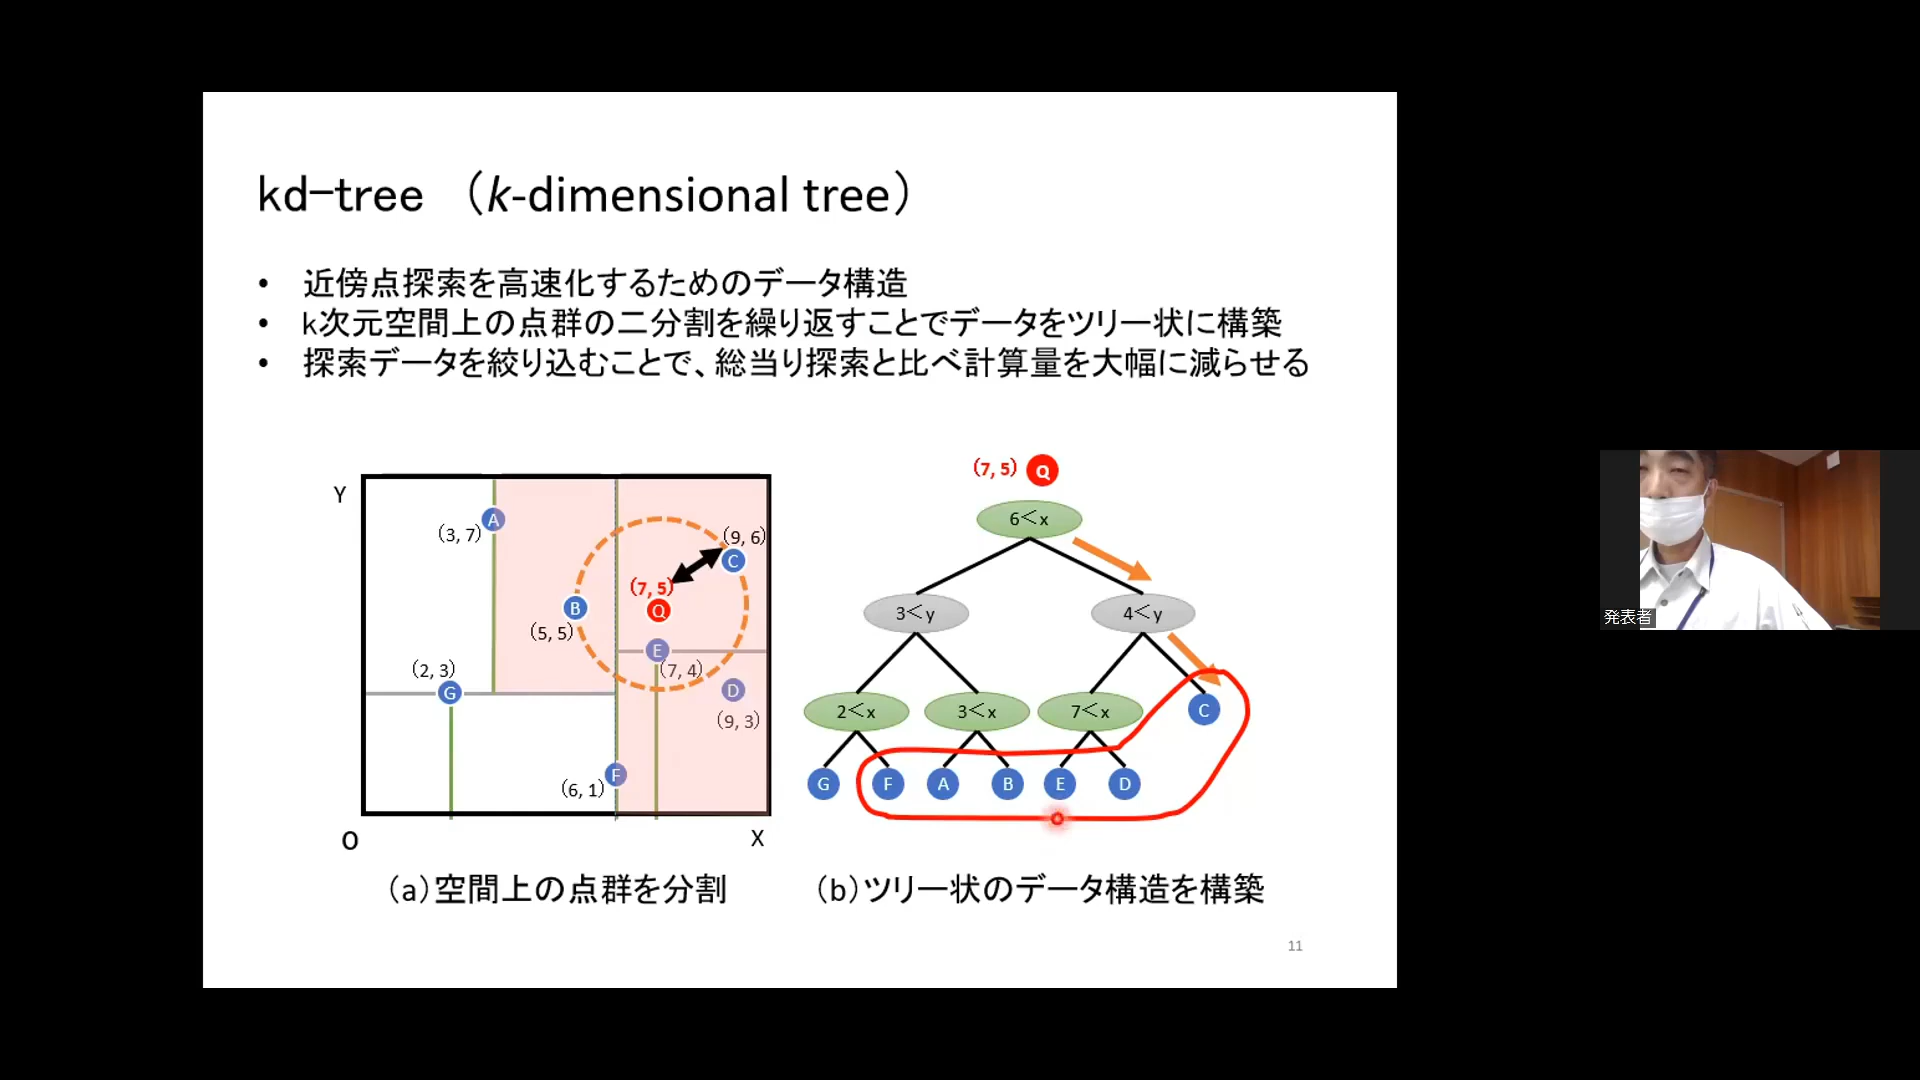 kd-tree （k-dimensional tree）
• 近傍点探索を高速化するためのデータ構造
• k次元空間上の点群の二分割を繰り返すことでデータをツリー状に構築
• 探索データを絞り込むことで、総当り探索と比べ計算量を大幅に減らせる
Y
A
(3, 7)
(9, 6)
C
(7, 5)
Q
B
(5, 5)
E
(7, 4)
(2, 3)
G
D
(9, 3)
F
(6, 1)
O
X
(7, 5) Q
6<x
3<y
4<y
2<x
3<x
7<x
C
G
F
A
B
E
D
（a）空間上の点群を分割
（b）ツリー状のデータ構造を構築
11
発表者